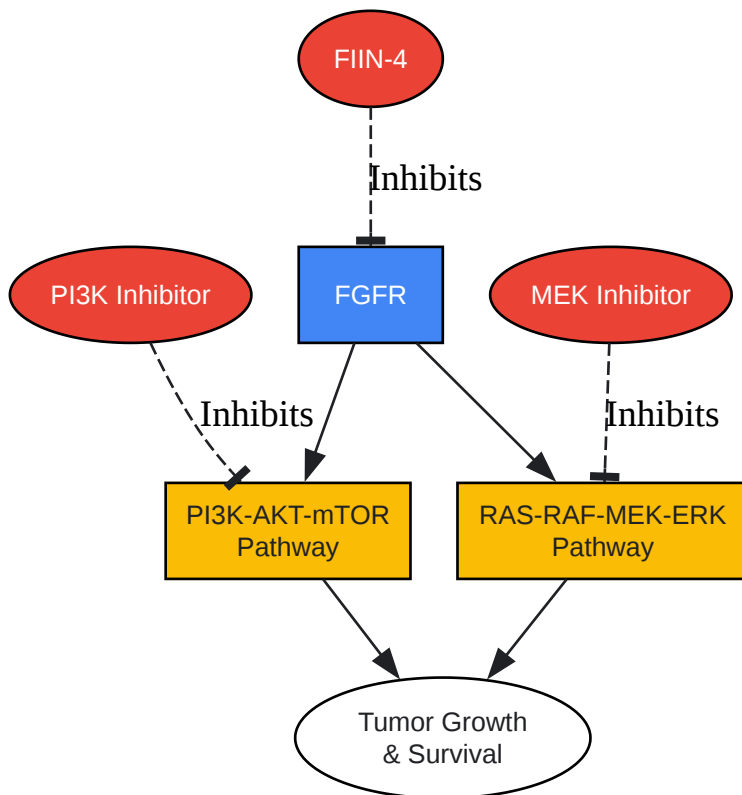 FIIN-4
Inhibits
PI3K Inhibitor
FGFR
MEK Inhibitor
Inhibits
Inhibits
PI3K-AKT-mTOR
Pathway
RAS-RAF-MEK-ERK
Pathway
Tumor Growth
& Survival